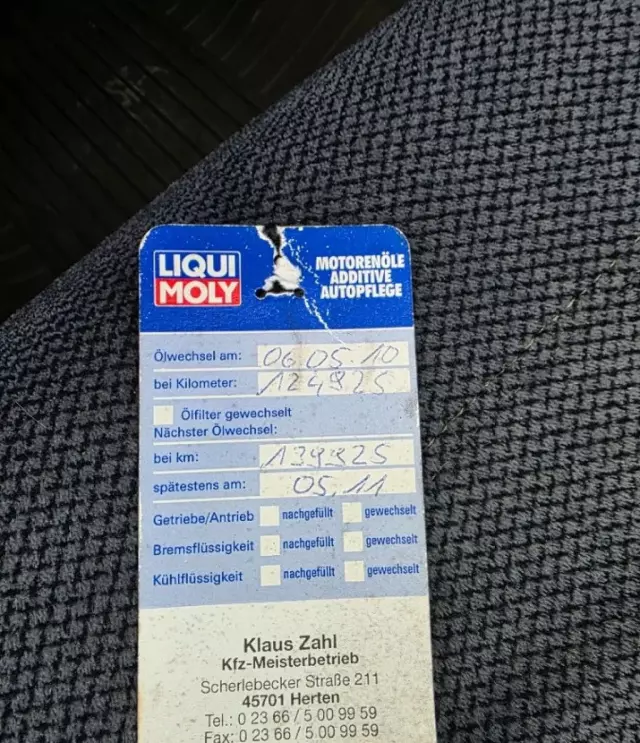 LIQUI
MOLY
MOTORENÖLE
ADDITIVE
AUTOPFLEGE
Ölwechsel am: 06 05. 10
bei Kilometer: 124925
Ölfilter gewechselt
Nächster Ölwechsel:
bei km: 139925
spätestens am: 05.11
Getriebe/Antrieb nachgefüllt gewechselt
Bremsflüssigkeit nachgefüllt gewechselt
Kühlflüssigkeit nachgefüllt gewechselt
Klaus Zahl
Kfz-Meisterbetrieb
Scherlebecker Straße 211
45701 Herten
Tel.: 0 23 66 / 5 00 99 59
Fax: 0 23 66 / 5 00 99 59